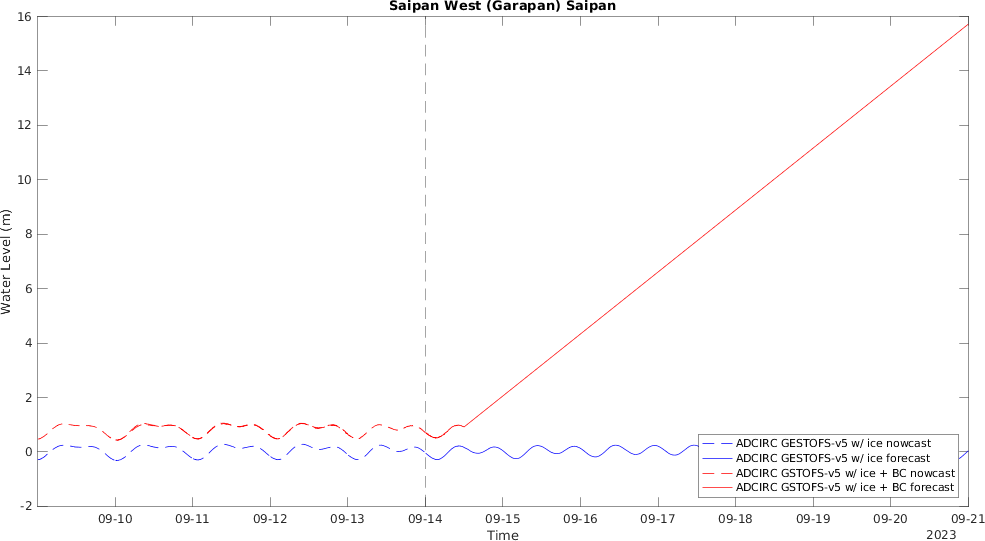 Saipan West (Garapan) Saipan
16
14
12
10
8
6
4
2
0
-2
Water Level (m)
ADCIRC GESTOFS-v5 w/ ice nowcast
ADCIRC GESTOFS-v5 w/ ice forecast
ADCIRC GSTOFS-v5 w/ ice + BC nowcast
ADCIRC GSTOFS-v5 w/ ice + BC forecast
09-10 09-11 09-12 09-13 09-14 09-15 09-16 09-17 09-18 09-19 09-20 09-21
Time
2023